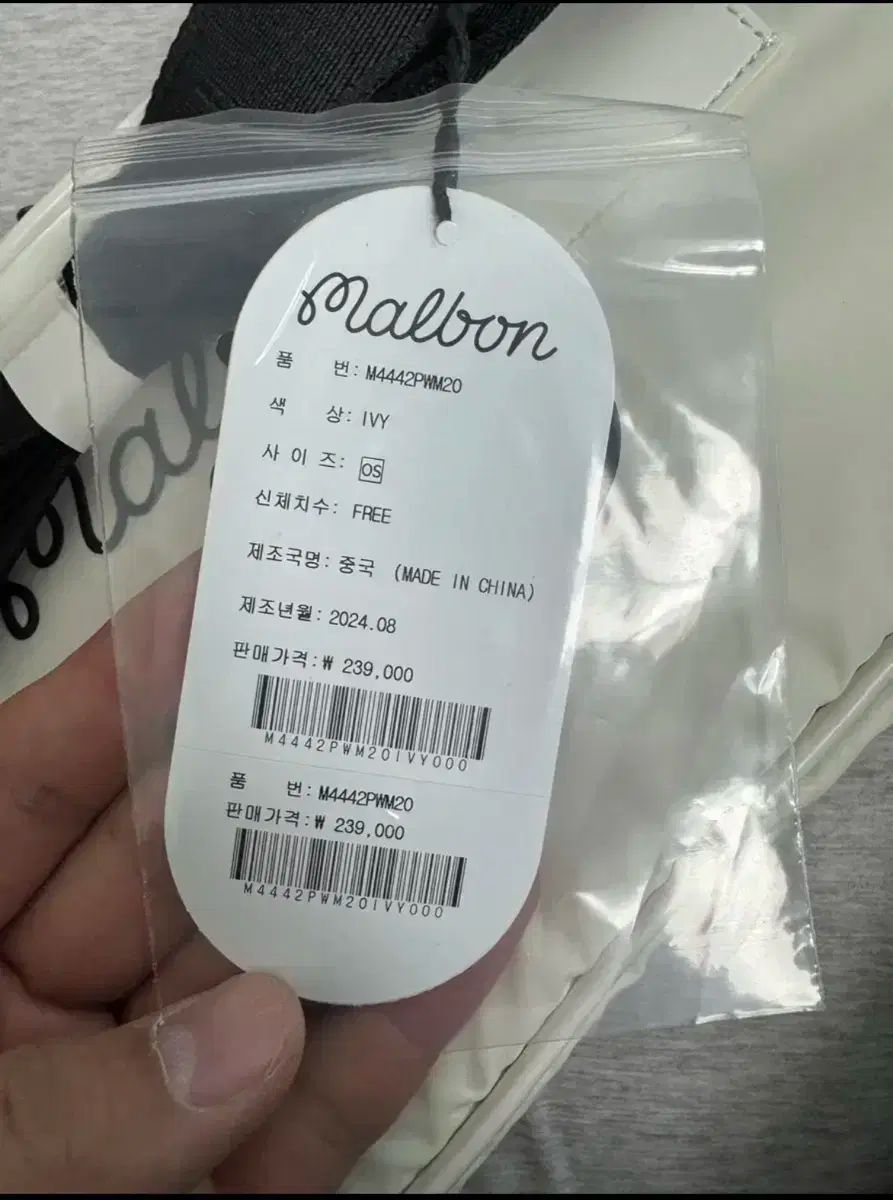 malbon
품 번: M4442PWM20
색 상: IVY
사 이 즈: OS
신체치수: FREE
제조국명: 중국 (MADE IN CHINA)
제조년월: 2024.08
판매가격:₩ 239,000
M4442PWM20IVY000
품 번: M4442PWM20
판매가격:₩ 239,000
M4442PWM20IVY000